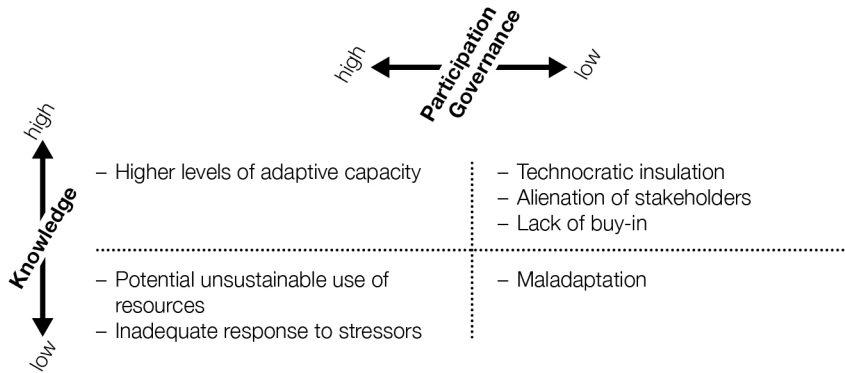 Participation
Governance
high
low
high
Knowledge
low
– Higher levels of adaptive capacity
– Technocratic insulation
– Alienation of stakeholders
– Lack of buy-in
– Potential unsustainable use of
resources
– Inadequate response to stressors
– Maladaptation